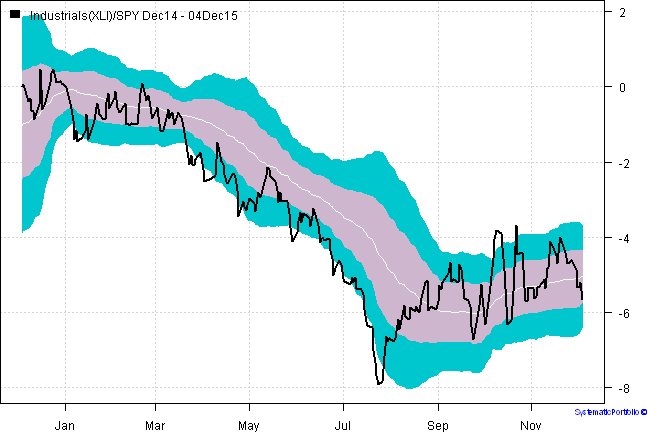 Industrials(XLI)/SPY Dec14 - 04Dec15
2
0
-2
-4
-6
-8
Jan Mar May Jul Sep Nov
SystematicPortfolio ©